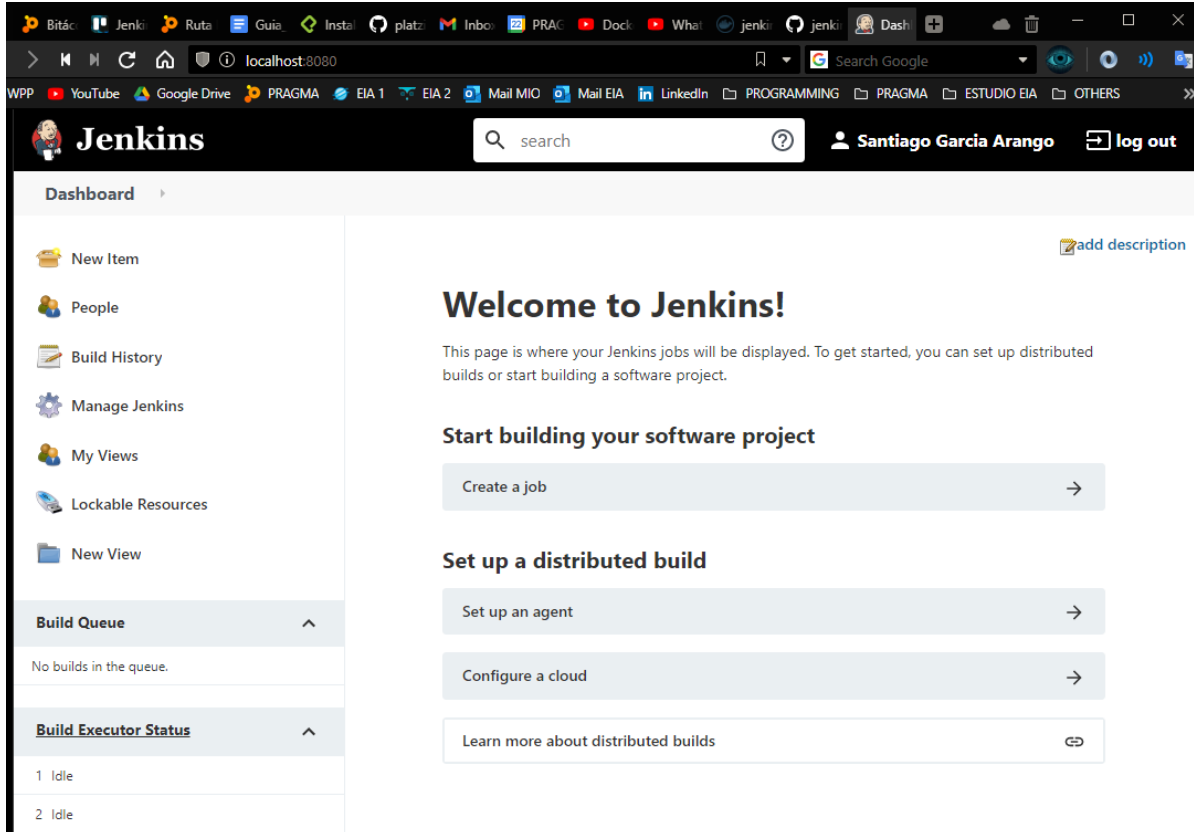 Bitác Jenki Ruta Guia_ Instal platzi Inbox PRAG Dock What jenkin jenkin Dash
localhost:8080 Search Google
WPP YouTube Google Drive PRAGMA EIA 1 EIA 2 Mail MIO Mail EIA LinkedIn PROGRAMMING PRAGMA ESTUDIO EIA OTHERS
Jenkins search Santiago Garcia Arango log out
Dashboard
add description
New Item
People
Build History
Manage Jenkins
My Views
Lockable Resources
New View
Build Queue
No builds in the queue.
Build Executor Status
1 Idle
2 Idle
Welcome to Jenkins!
This page is where your Jenkins jobs will be displayed. To get started, you can set up distributed
builds or start building a software project.
Start building your software project
Create a job
Set up a distributed build
Set up an agent
Configure a cloud
Learn more about distributed builds